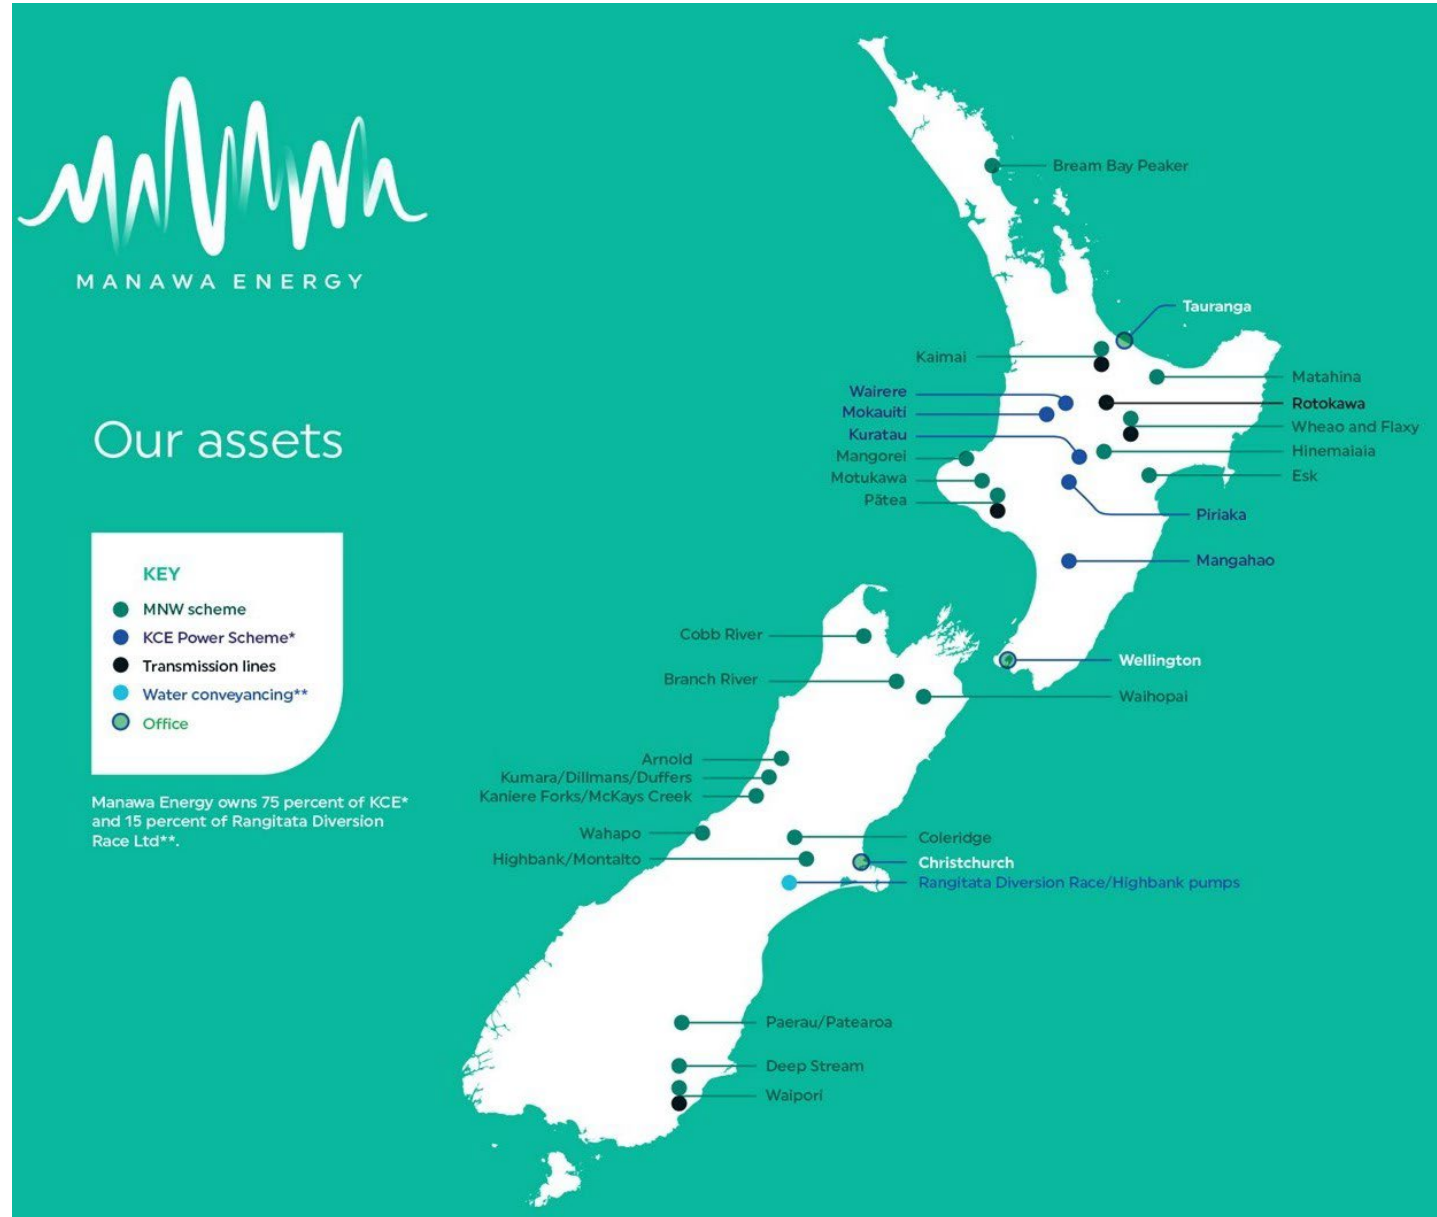 MANAWA ENERGY
Our assets
KEY
MNW scheme
KCE Power Scheme*
Transmission lines
Water conveyancing**
Office
Manawa Energy owns 75 percent of KCE*
and 15 percent of Rangitata Diversion
Race Ltd**.
Bream Bay Peaker
Tauranga
Kaimai
Matahina
Wairere
Rotokawa
Mokauiti
Wheao and Flaxy
Kuratau
Hinemaiaia
Mangorei
Esk
Motukawa
Pātea
Piriaka
Mangahao
Cobb River
Wellington
Branch River
Waihopai
Arnold
Kumara/Dillmans/Duffers
Kaniere Forks/McKays Creek
Wahapo
Coleridge
Highbank/Montalto
Christchurch
Rangitata Diversion Race/Highbank pumps
Paerau/Patearoa
Deep Stream
Waipori